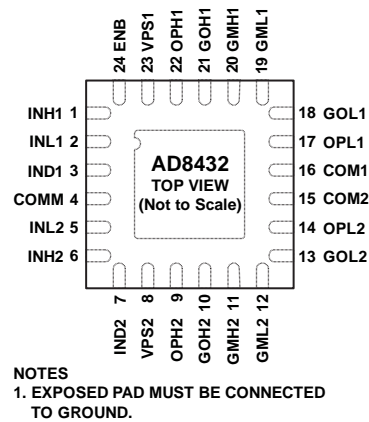 24 ENB
23 VPS1
22 OPH1
21 GOH1
20 GMH1
19 GML1
INH1 1
INL1 2
IND1 3
COMM 4
INL2 5
INH2 6
AD8432
TOP VIEW
(Not to Scale)
18 GOL1
17 OPL1
16 COM1
15 COM2
14 OPL2
13 GOL2
IND2 7
VPS2 8
OPH2 9
GOH2 10
GMH2 11
GML2 12
NOTES
1. EXPOSED PAD MUST BE CONNECTED
TO GROUND.